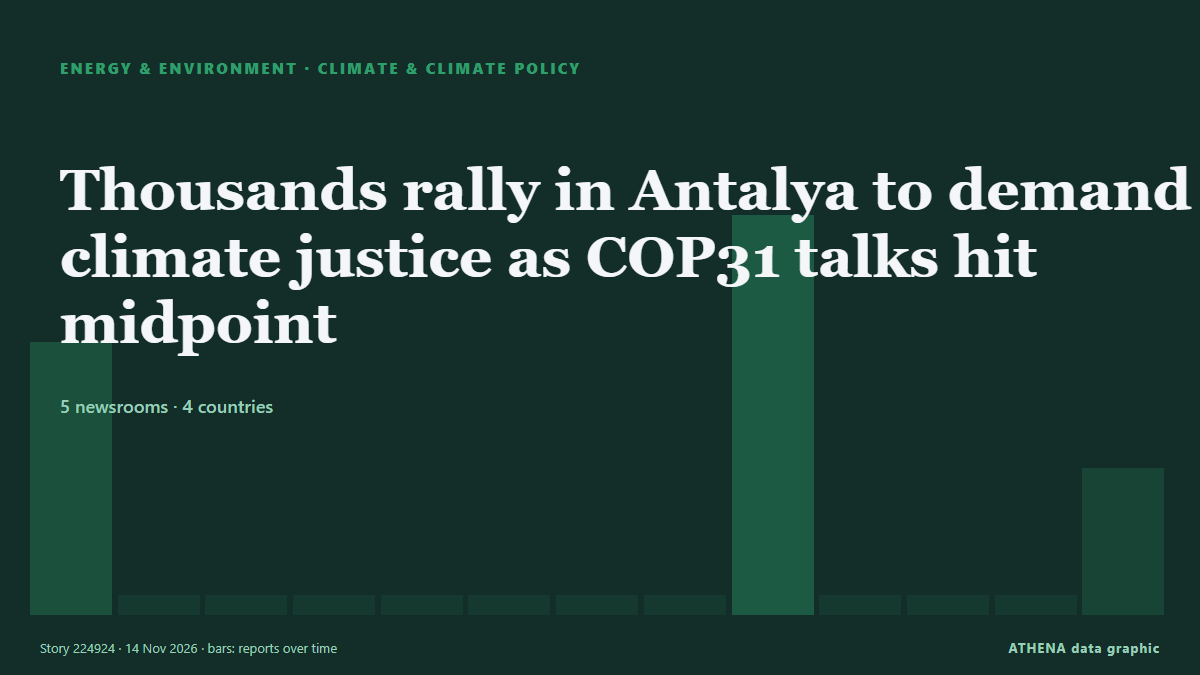 ENERGY & ENVIRONMENT · CLIMATE & CLIMATE POLICY
Thousands rally in Antalya to demand
climate justice as COP31 talks hit
midpoint
5 newsrooms · 4 countries
Story 224924 · 14 Nov 2026 · bars: reports over time
ATHENA data graphic